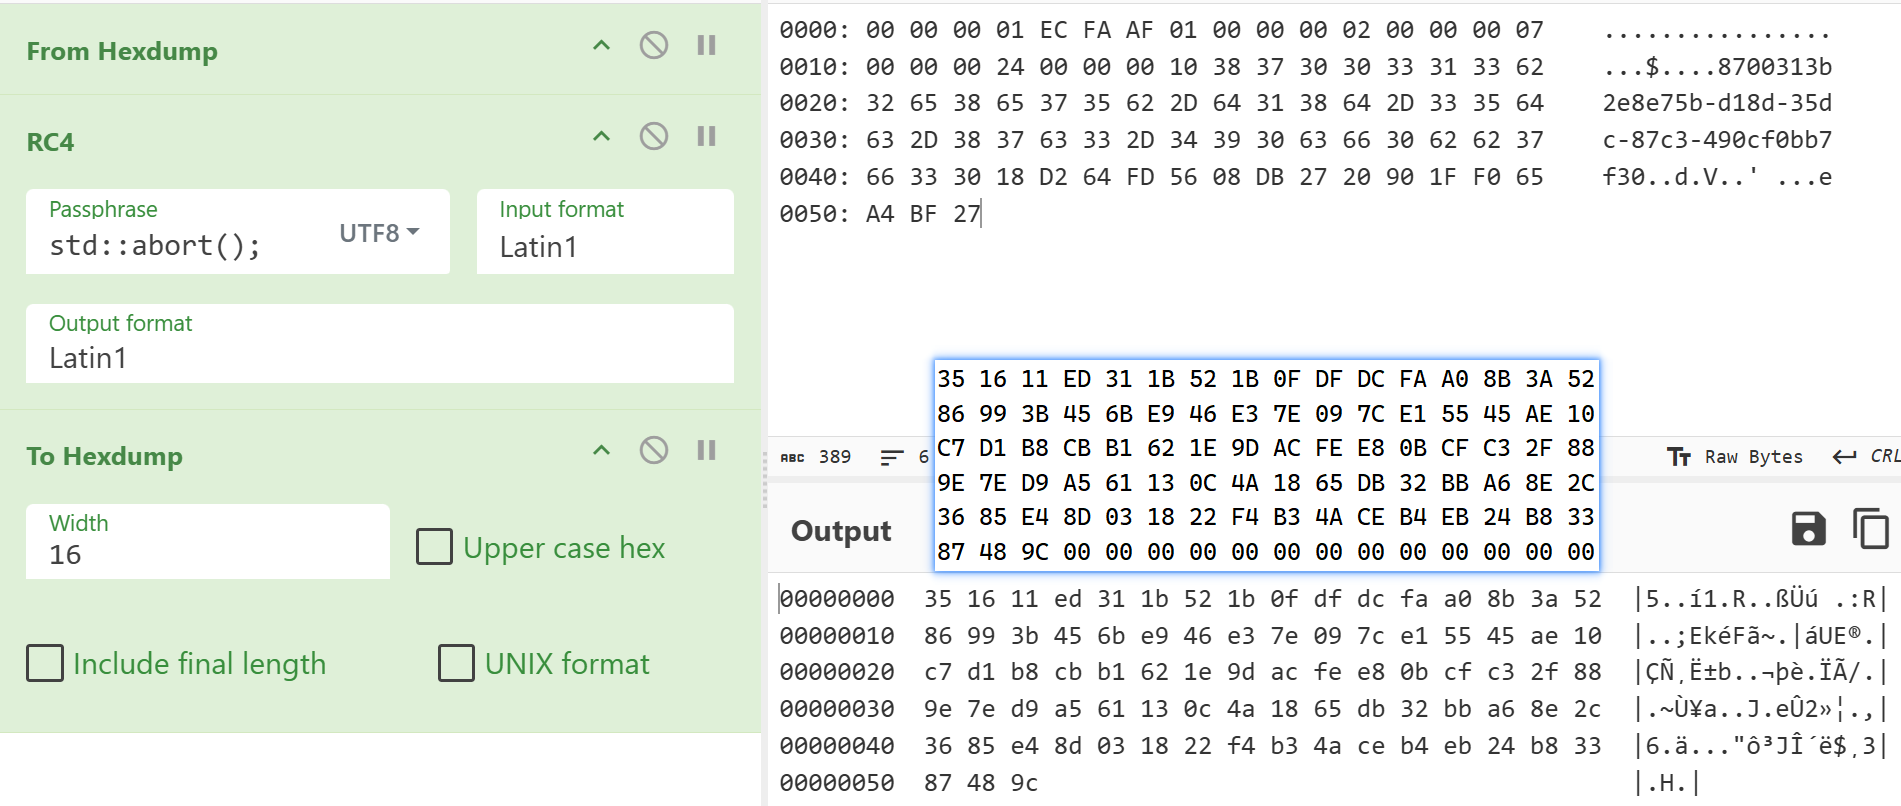 From Hexdump
RC4
Passphrase
std::abort();
UTF8
Input format
Latin1
Output format
Latin1
To Hexdump
Width
16
Upper case hex
Include final length
UNIX format
0000: 00 00 00 01 EC FA AF 01 00 00 00 02 00 00 00 07    ................
0010: 00 00 00 24 00 00 00 10 38 37 30 30 33 31 33 62    ...$....8700313b
0020: 32 65 38 65 37 35 62 2D 64 31 38 64 2D 33 35 64    2e8e75b-d18d-35d
0030: 63 2D 38 37 63 33 2D 34 39 30 63 66 30 62 62 37    c-87c3-490cf0bb7
0040: 66 33 30 18 D2 64 FD 56 08 DB 27 20 90 1F F0 65    f30..d.V..' ...e
0050: A4 BF 27
35 16 11 ED 31 1B 52 1B 0F DF DC FA A0 8B 3A 52
86 99 3B 45 6B E9 46 E3 7E 09 7C E1 55 45 AE 10
C7 D1 B8 CB B1 62 1E 9D AC FE E8 0B CF C3 2F 88
9E 7E D9 A5 61 13 0C 4A 18 65 DB 32 BB A6 8E 2C
36 85 E4 8D 03 18 22 F4 B3 4A CE B4 EB 24 B8 33
87 48 9C 00 00 00 00 00 00 00 00 00 00 00 00 00
ABC 389 6
Tт Raw Bytes CRL
Output
00000000  35 16 11 ed 31 1b 52 1b 0f df dc fa a0 8b 3a 52  |5..í1.R..ßÜú .:R|
00000010  86 99 3b 45 6b e9 46 e3 7e 09 7c e1 55 45 ae 10  |..;EkéFã~.|áUE®.|
00000020  c7 d1 b8 cb b1 62 1e 9d ac fe e8 0b cf c3 2f 88  |ÇÑ¸Ë±b..¬þè.ÏÃ/.|
00000030  9e 7e d9 a5 61 13 0c 4a 18 65 db 32 bb a6 8e 2c  |.~Ù¥a..J.eÛ2»¦.,|
00000040  36 85 e4 8d 03 18 22 f4 b3 4a ce b4 eb 24 b8 33  |6.ä..."ô³JÎ´ë$¸3|
00000050  87 48 9c  |.H.|